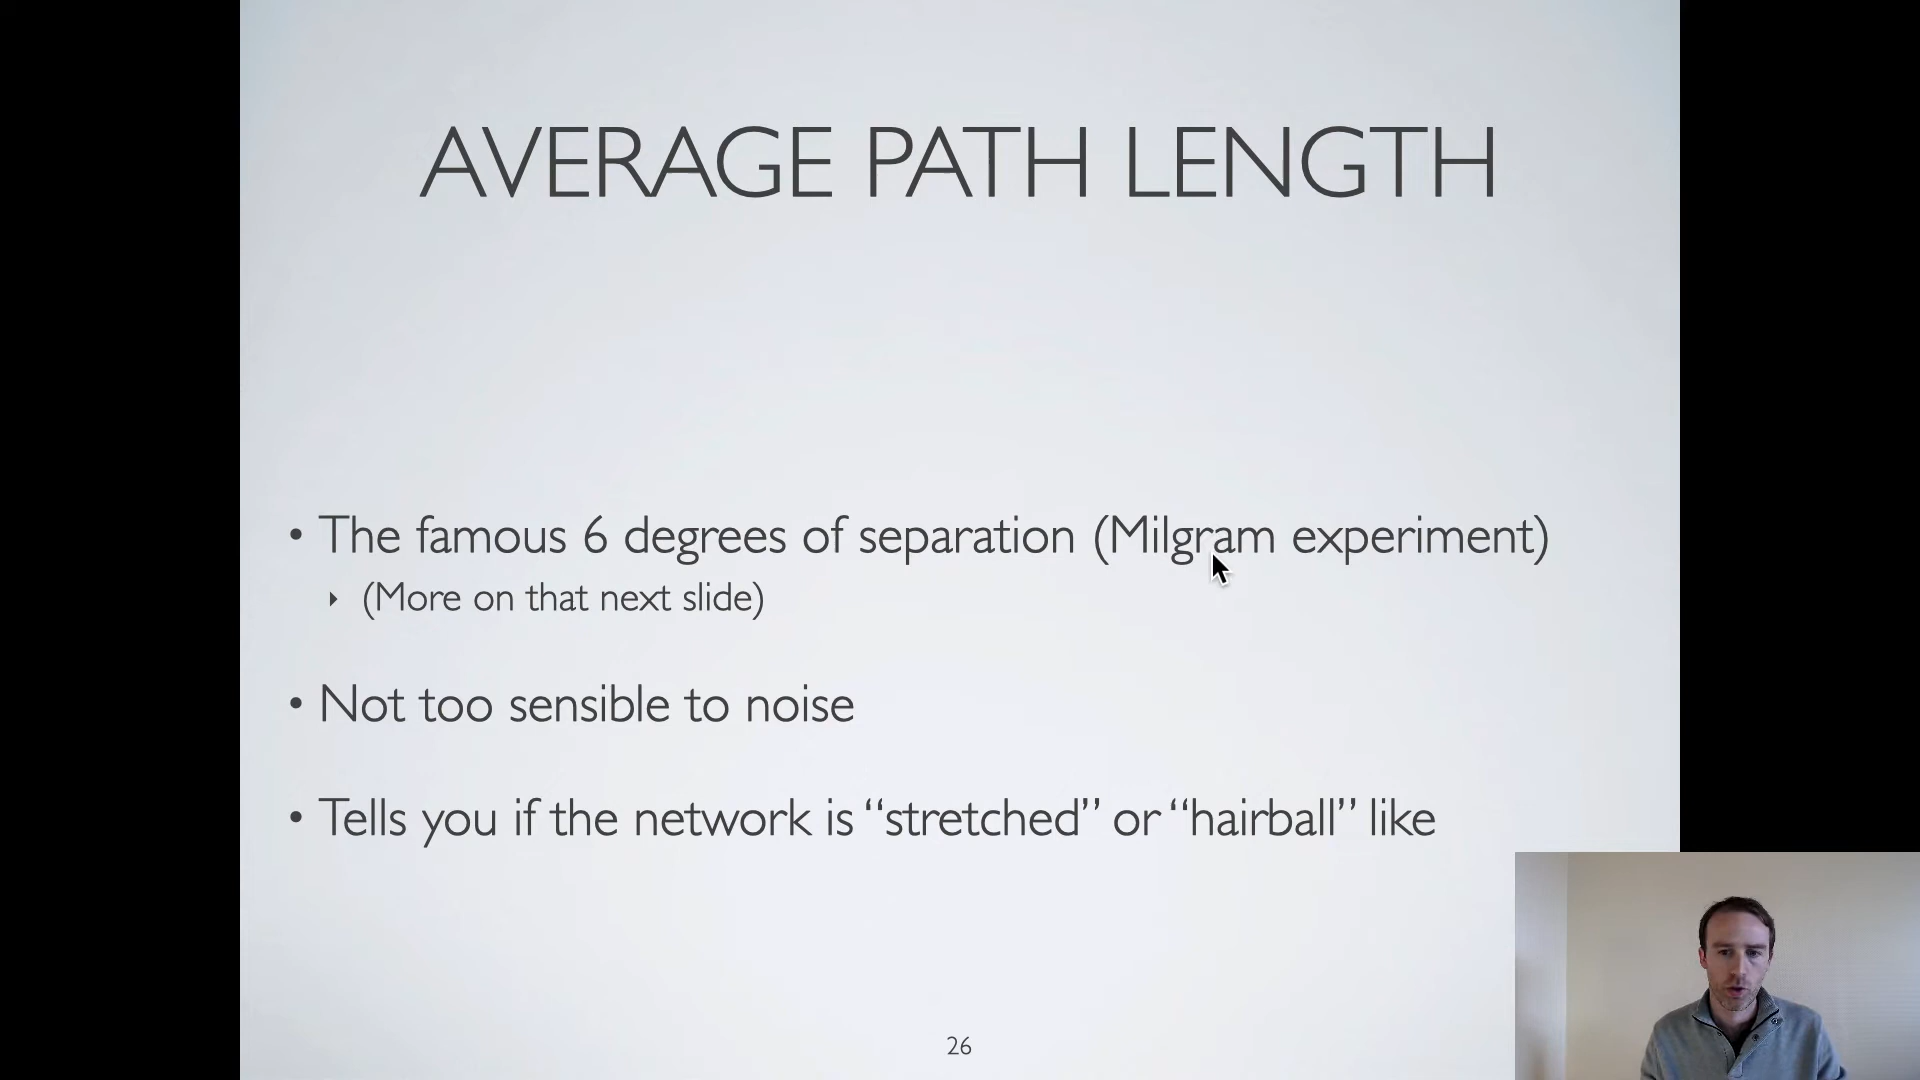 AVERAGE PATH LENGTH
• The famous 6 degrees of separation (Milgram experiment)
‣ (More on that next slide)
• Not too sensible to noise
• Tells you if the network is “stretched” or “hairball” like
26